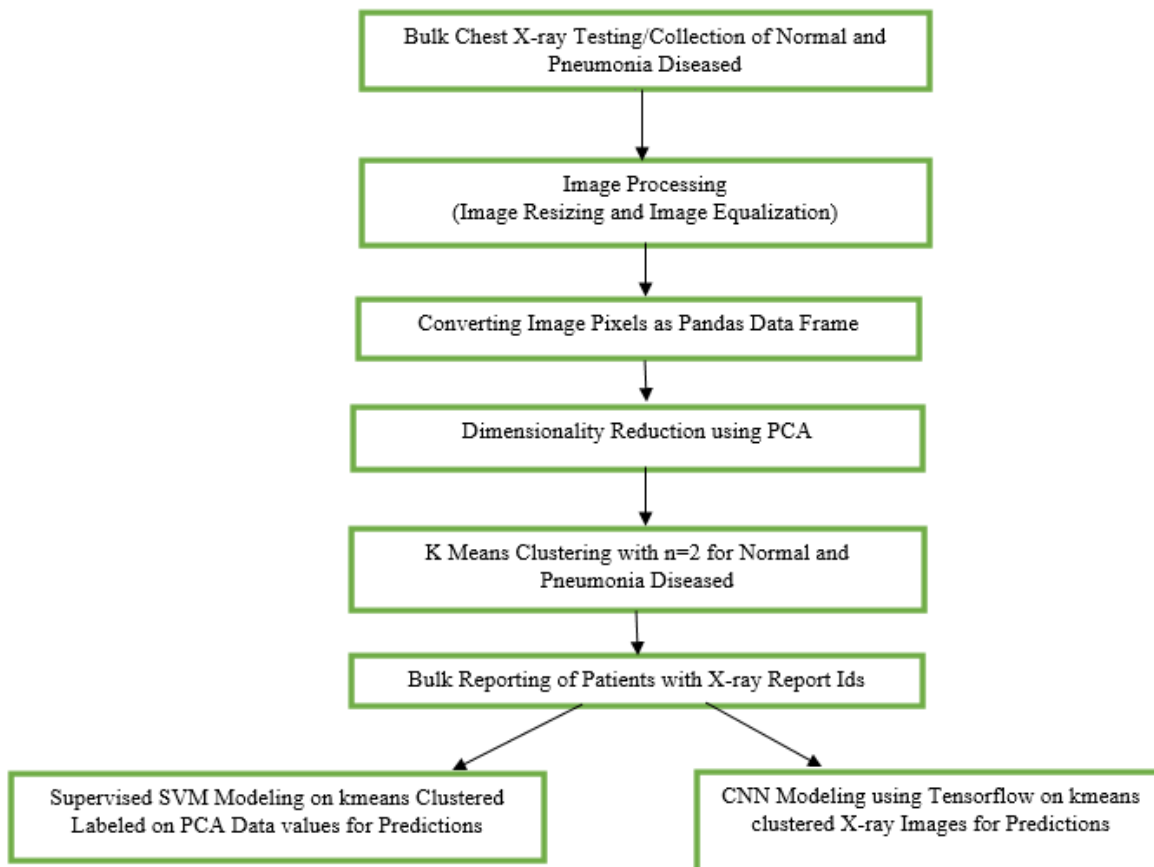 Bulk Chest X-ray Testing/Collection of Normal and
Pneumonia Diseased
Image Processing
(Image Resizing and Image Equalization)
Converting Image Pixels as Pandas Data Frame
Dimensionality Reduction using PCA
K Means Clustering with n=2 for Normal and
Pneumonia Diseased
Bulk Reporting of Patients with X-ray Report Ids
Supervised SVM Modeling on kmeans Clustered
Labeled on PCA Data values for Predictions
CNN Modeling using Tensorflow on kmeans
clustered X-ray Images for Predictions